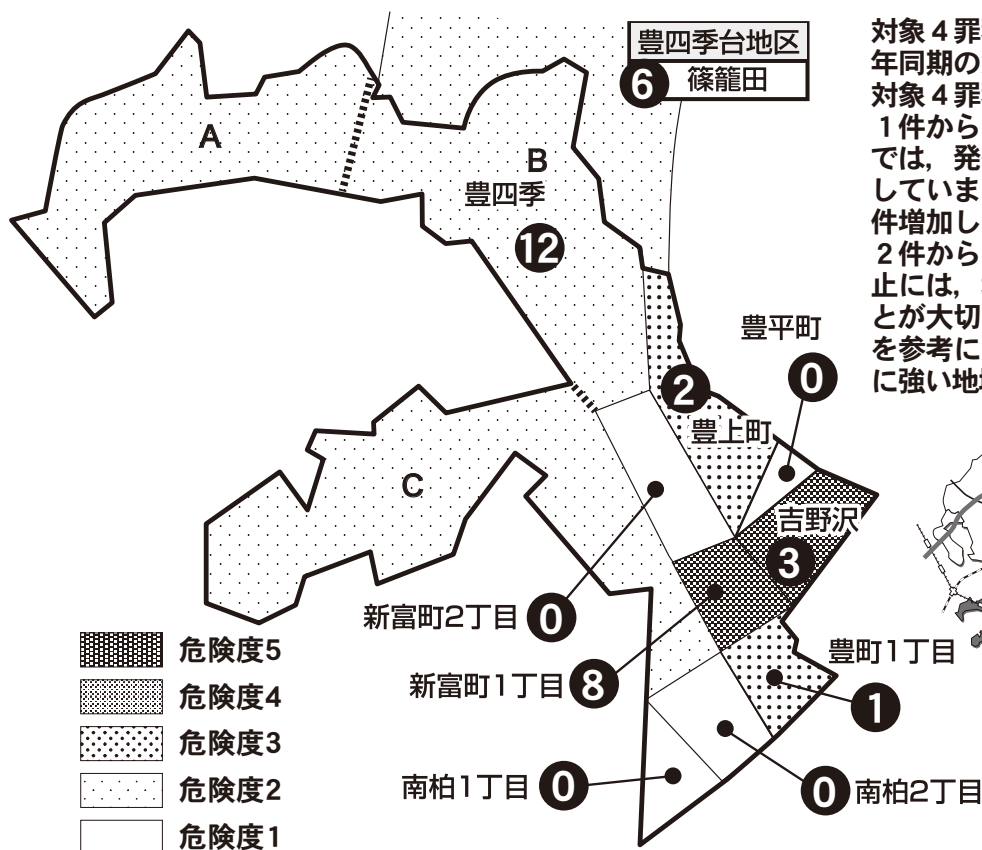 豊四季台地区
6 篠籠田
対象4罪
年同期の
対象4罪
1件から
では，発
していま
件増加し
2件から
止には，
とが大切
を参考に
に強い地
A
B
豊四季
12
豊平町
0
2
豊上町
C
吉野沢
3
新富町2丁目 0
豊町1丁目
1
新富町1丁目 8
南柏1丁目 0
0 南柏2丁目
危険度5
危険度4
危険度3
危険度2
危険度1